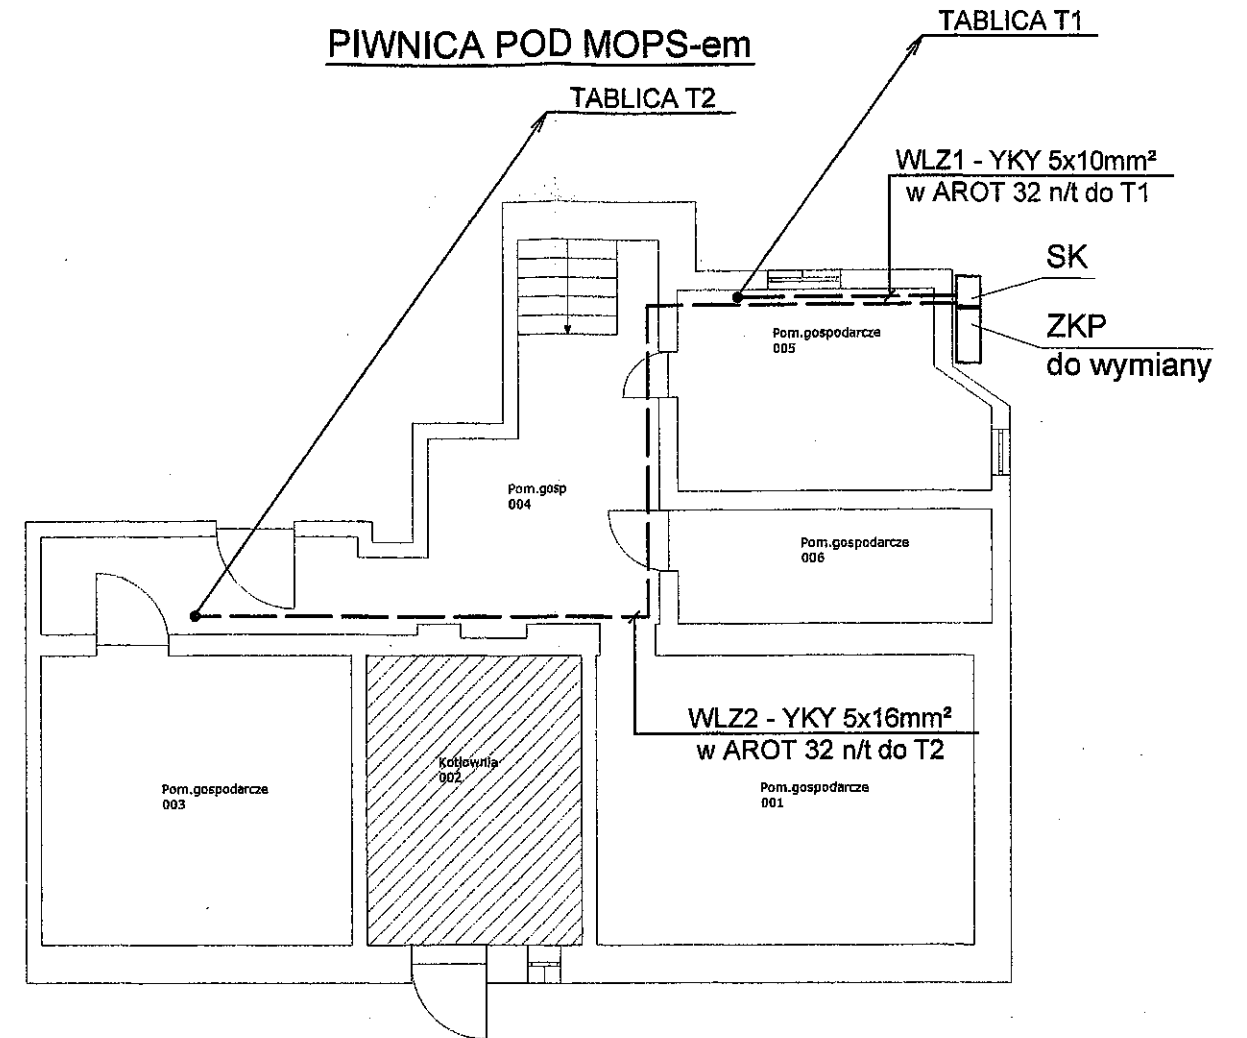 PIWNICA POD MOPS-em
TABLICA T1
TABLICA T2
WLZ1 - YKY 5x10mm²
w AROT 32 n/t do T1
SK
ZKP
do wymiany
Pom.gospodarcze
005
Pom.gosp
004
Pom.gospodarcze
006
WLZ2 - YKY 5x16mm²
w AROT 32 n/t do T2
Kotłownia
002
Pom.gospodarcze
003
Pom.gospodarcze
001